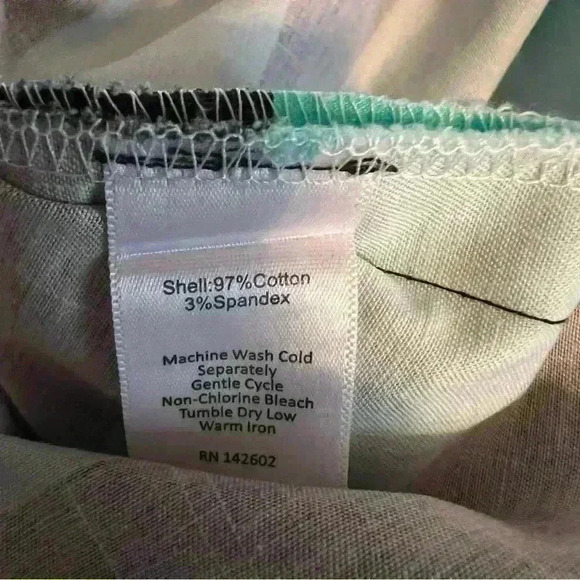 Shell:97%Cotton
3%Spandex
Machine Wash Cold
Separately
Gentle Cycle
Non-Chlorine Bleach
Tumble Dry Low
Warm Iron
RN 142602